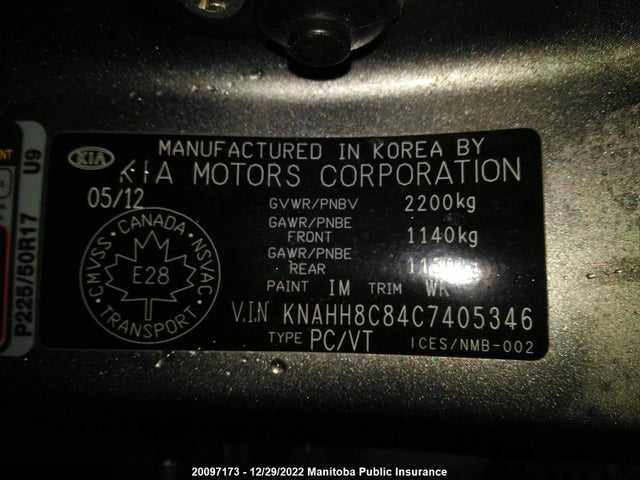 KIA
MANUFACTURED IN KOREA BY
KIA MOTORS CORPORATION
05/12
GVWR/PNBV 2200kg
GAWR/PNBE
FRONT 1140kg
GAWR/PNBE
REAR
PAINT IM TRIM WK
V.I.N KNAHH8C84C7405346
TYPE PC/VT ICES/NMB-002
CMVSS · CANADA · NSVAC · TRANSPORT ·
E28
P225/50R17 U9
20097173 - 12/29/2022 Manitoba Public Insurance